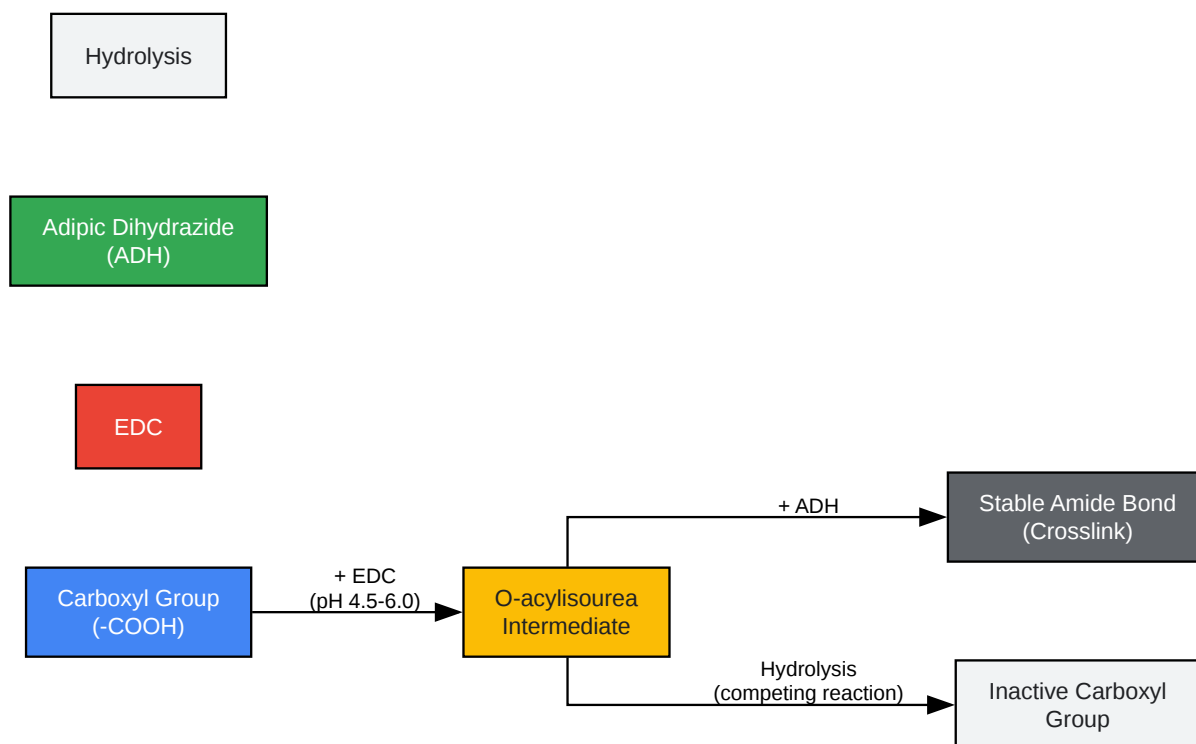 Hydrolysis
Adipic Dihydrazide
(ADH)
EDC
Carboxyl Group
(-COOH)
+ EDC
(pH 4.5-6.0)
O-acylisourea
Intermediate
+ ADH
Stable Amide Bond
(Crosslink)
Hydrolysis
(competing reaction)
Inactive Carboxyl
Group